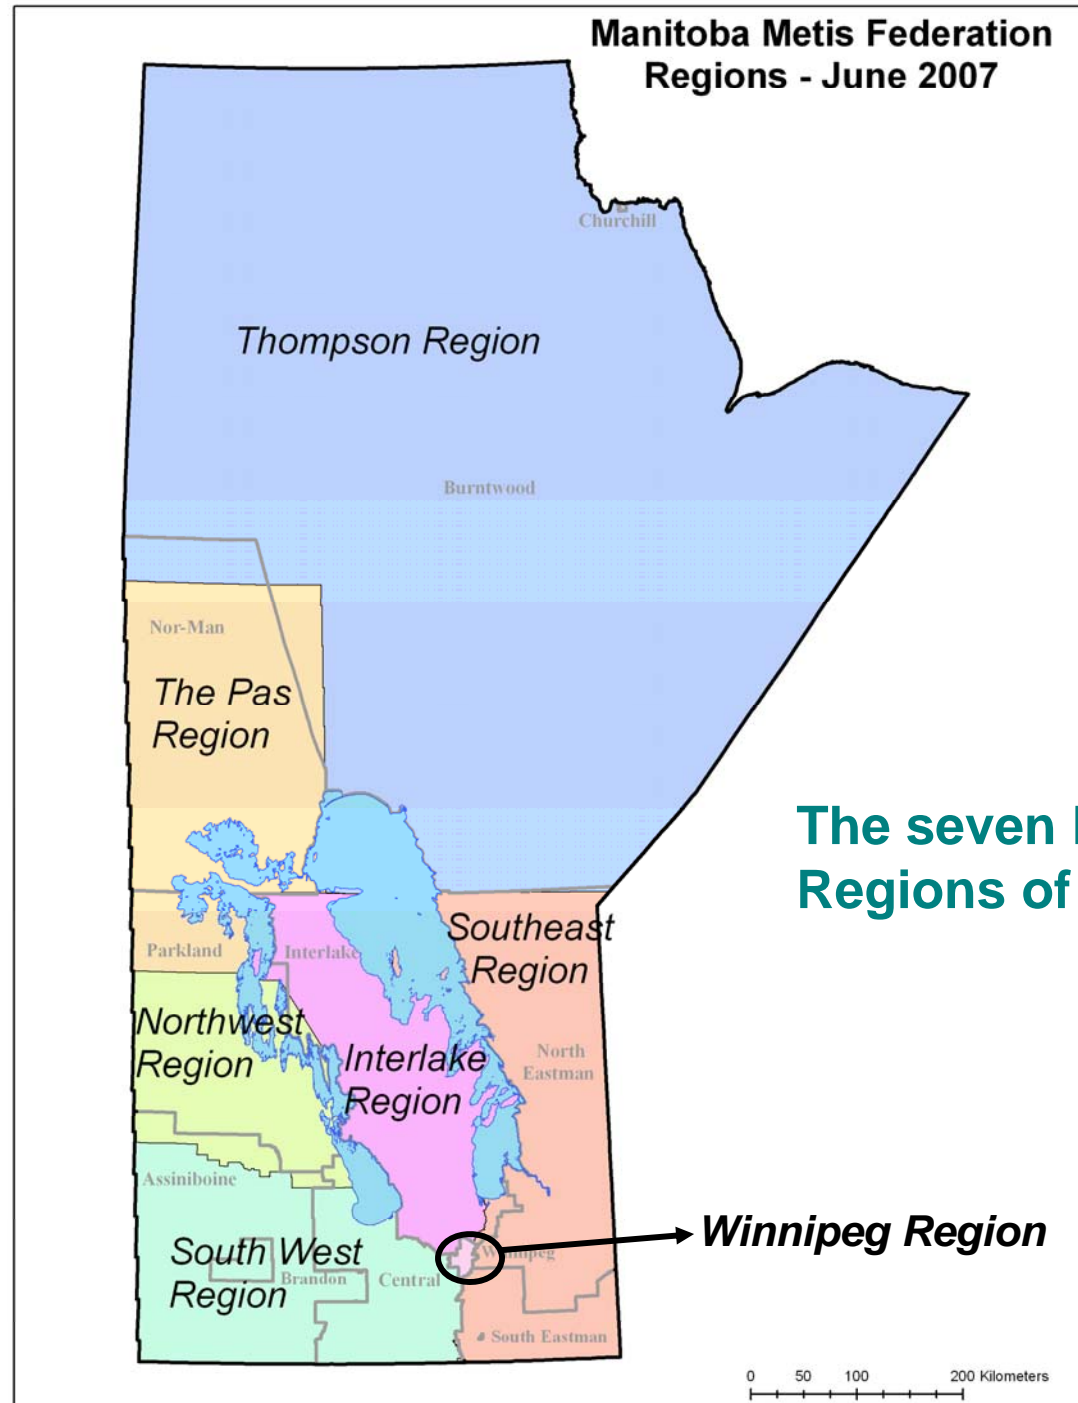 Manitoba Metis Federation
Regions - June 2007
Churchill
Thompson Region
Burntwood
Nor-Man
The Pas
Region
The seven
Regions of
Southeast
Region
Parkland
Interlake
Northwest
Region
Interlake
Region
North
Eastman
Assiniboine
Winnipeg Region
Winnipeg
South West
Region
Brandon
Central
South Eastman
0 50 100 200 Kilometers